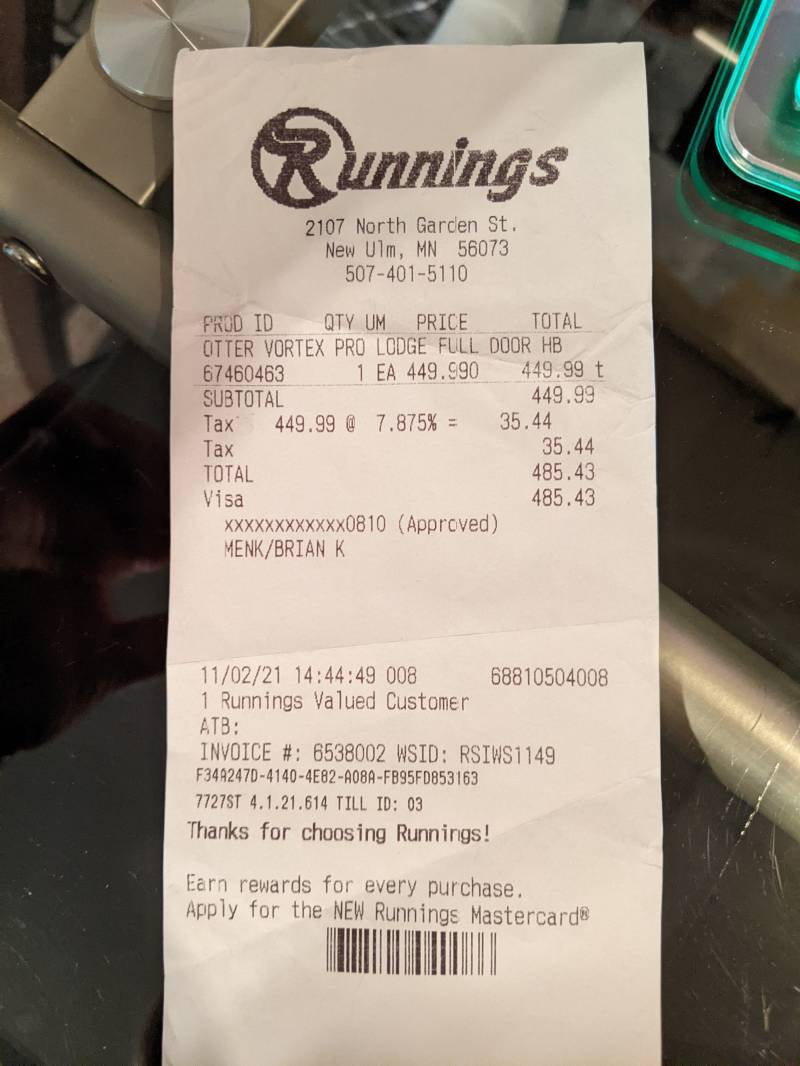 Runnings
2107 North Garden St.
New Ulm, MN 56073
507-401-5110
PROD ID QTY UM PRICE TOTAL
OTTER VORTEX PRO LODGE FULL DOOR HB
67460463 1 EA 449.990 449.99 t
SUBTOTAL 449.99
Tax 449.99 @ 7.875% = 35.44
Tax 35.44
TOTAL 485.43
Visa 485.43
xxxxxxxxxxxx0810 (Approved)
MENK/BRIAN K
11/02/21 14:44:49 008 68810504008
1 Runnings Valued Customer
ATB:
INVOICE #: 6538002 WSID: RSIWS1149
F34A247D-4140-4E82-A08A-FB95FD853163
7727ST 4.1.21.614 TILL ID: 03
Thanks for choosing Runnings!
Earn rewards for every purchase.
Apply for the NEW Runnings Mastercard®